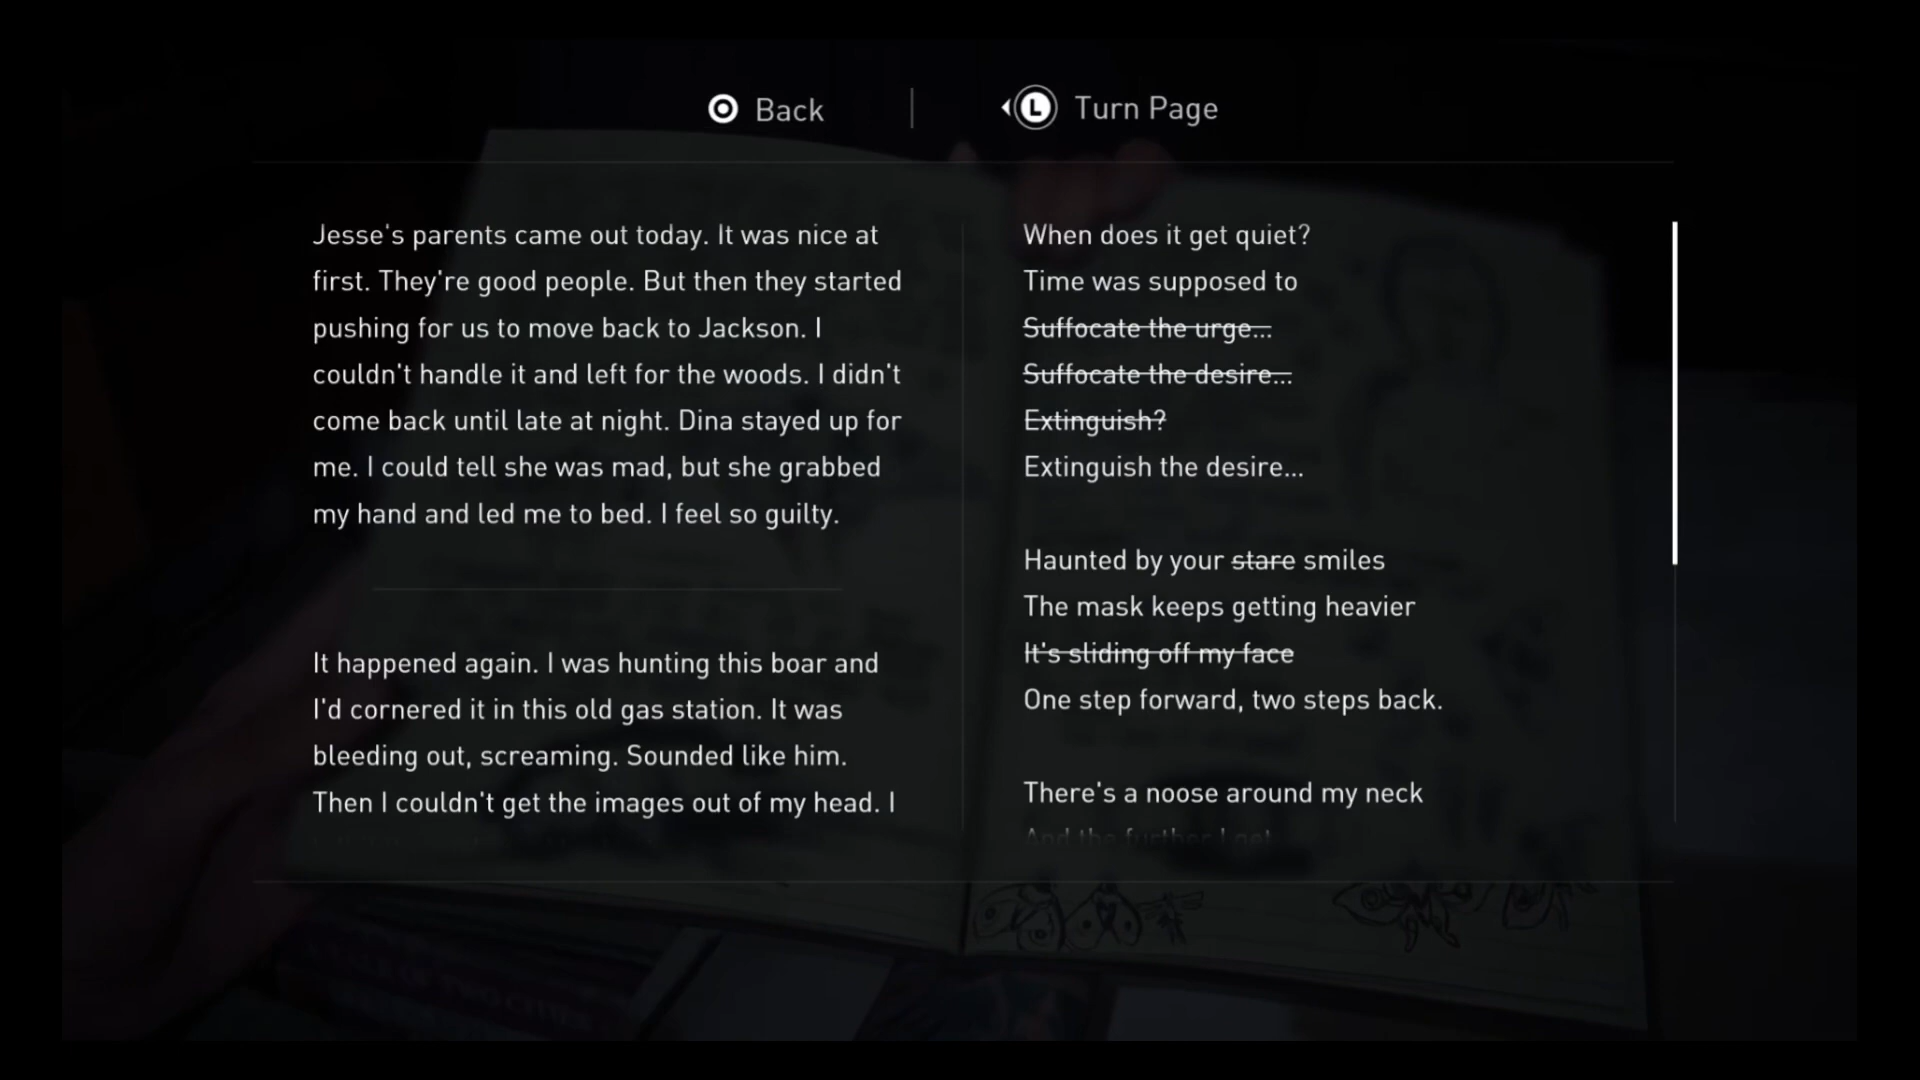 Back
L Turn Page
Jesse's parents came out today. It was nice at
first. They're good people. But then they started
pushing for us to move back to Jackson. I
couldn't handle it and left for the woods. I didn't
come back until late at night. Dina stayed up for
me. I could tell she was mad, but she grabbed
my hand and led me to bed. I feel so guilty.
It happened again. I was hunting this boar and
I'd cornered it in this old gas station. It was
bleeding out, screaming. Sounded like him.
Then I couldn't get the images out of my head. I
When does it get quiet?
Time was supposed to
Suffocate the urge...
Suffocate the desire...
Extinguish?
Extinguish the desire...
Haunted by your stare smiles
The mask keeps getting heavier
It's sliding off my face
One step forward, two steps back.
There's a noose around my neck
And the further I get